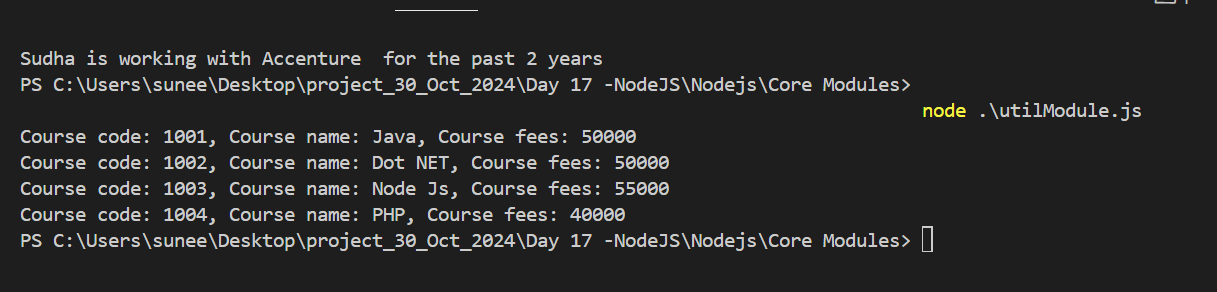 Sudha is working with Accenture  for the past 2 years
PS C:\Users\sunee\Desktop\project_30_Oct_2024\Day 17 -NodeJS\Nodejs\Core Modules>
node .\utilModule.js
Course code: 1001, Course name: Java, Course fees: 50000
Course code: 1002, Course name: Dot NET, Course fees: 50000
Course code: 1003, Course name: Node Js, Course fees: 55000
Course code: 1004, Course name: PHP, Course fees: 40000
PS C:\Users\sunee\Desktop\project_30_Oct_2024\Day 17 -NodeJS\Nodejs\Core Modules>